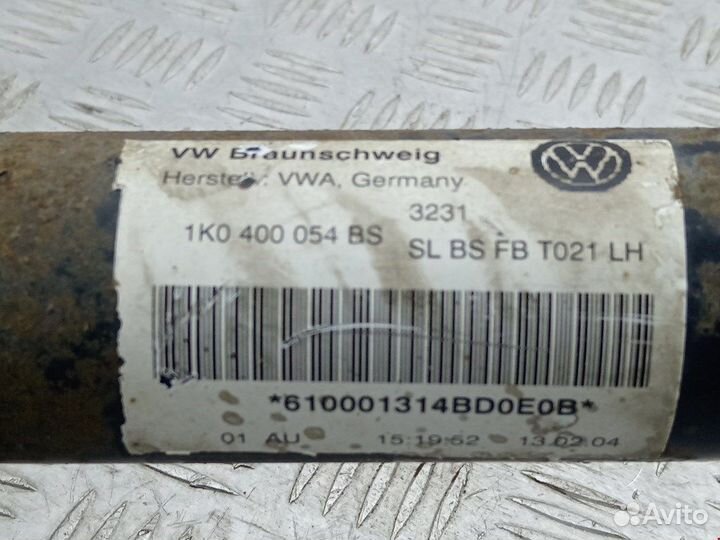 VW Braunschweig
Herstell.: VWA, Germany
3231
1K0 400 054 BS SL BS FB T021 LH
*610001314BD0E0B*
01 AU 15:19:52 13.02.04
Avito